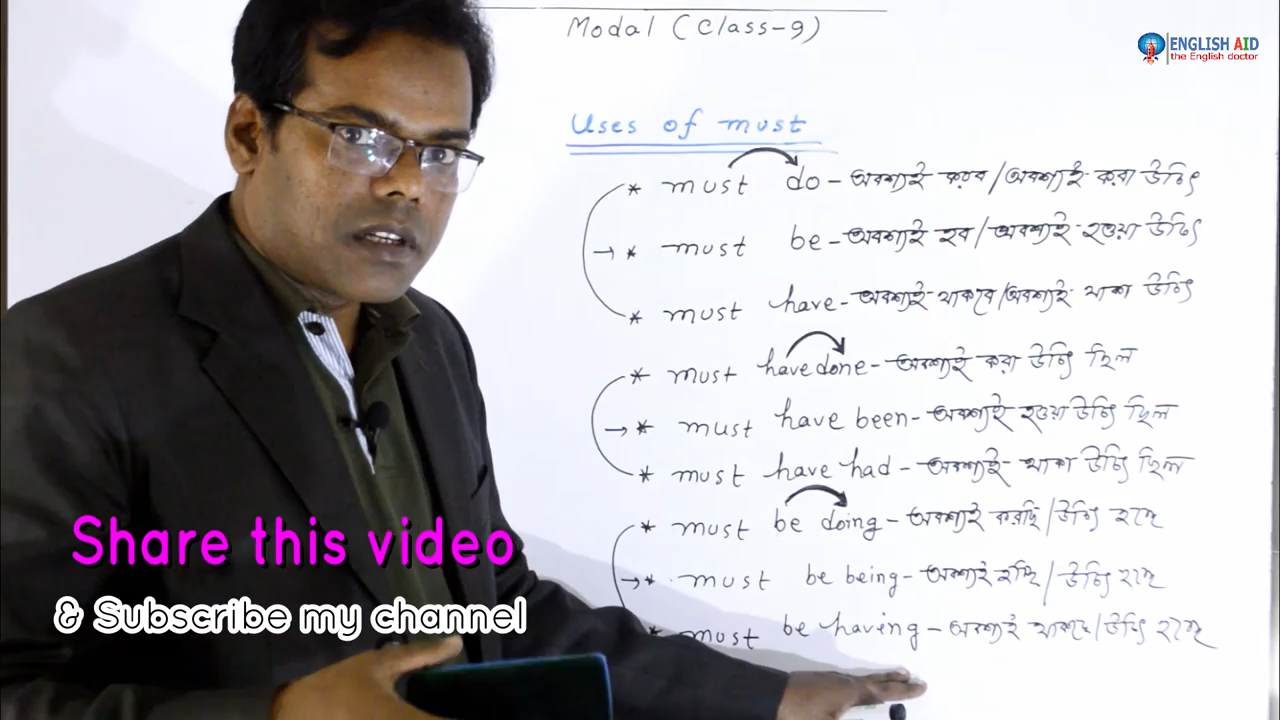 Modal (Class-9)
ENGLISH AID
the English doctor
Uses of must
* must do - অবশ্যই করব / অবশ্যই করা উচিৎ
→ * must be - অবশ্যই হব / অবশ্যই হওয়া উচিৎ
* must have - অবশ্যই থাকবে / অবশ্যই থাকা উচিৎ
* must have done - অবশ্যই করা উচিৎ ছিল
→ * must have been - অবশ্যই হওয়া উচিৎ ছিল
* must have had - অবশ্যই থাকা উচিৎ ছিল
* must be doing - অবশ্যই করছি / উচিৎ হচ্ছে
→ * must be being - অবশ্যই হচ্ছি / উচিৎ হচ্ছে
* must be having - অবশ্যই থাকছে / উচিৎ হচ্ছে
Share this video
& Subscribe my channel